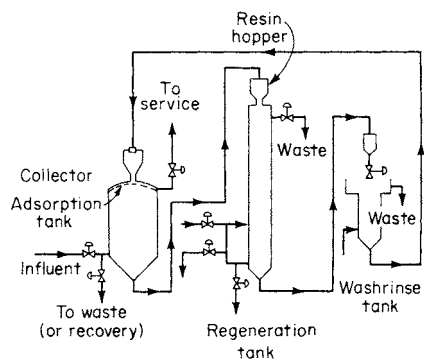 Resin
hopper
To
service
Waste
Collector
Adsorption
tank
Waste
Influent
Washrinse
tank
To waste
(or recovery)
Regeneration
tank